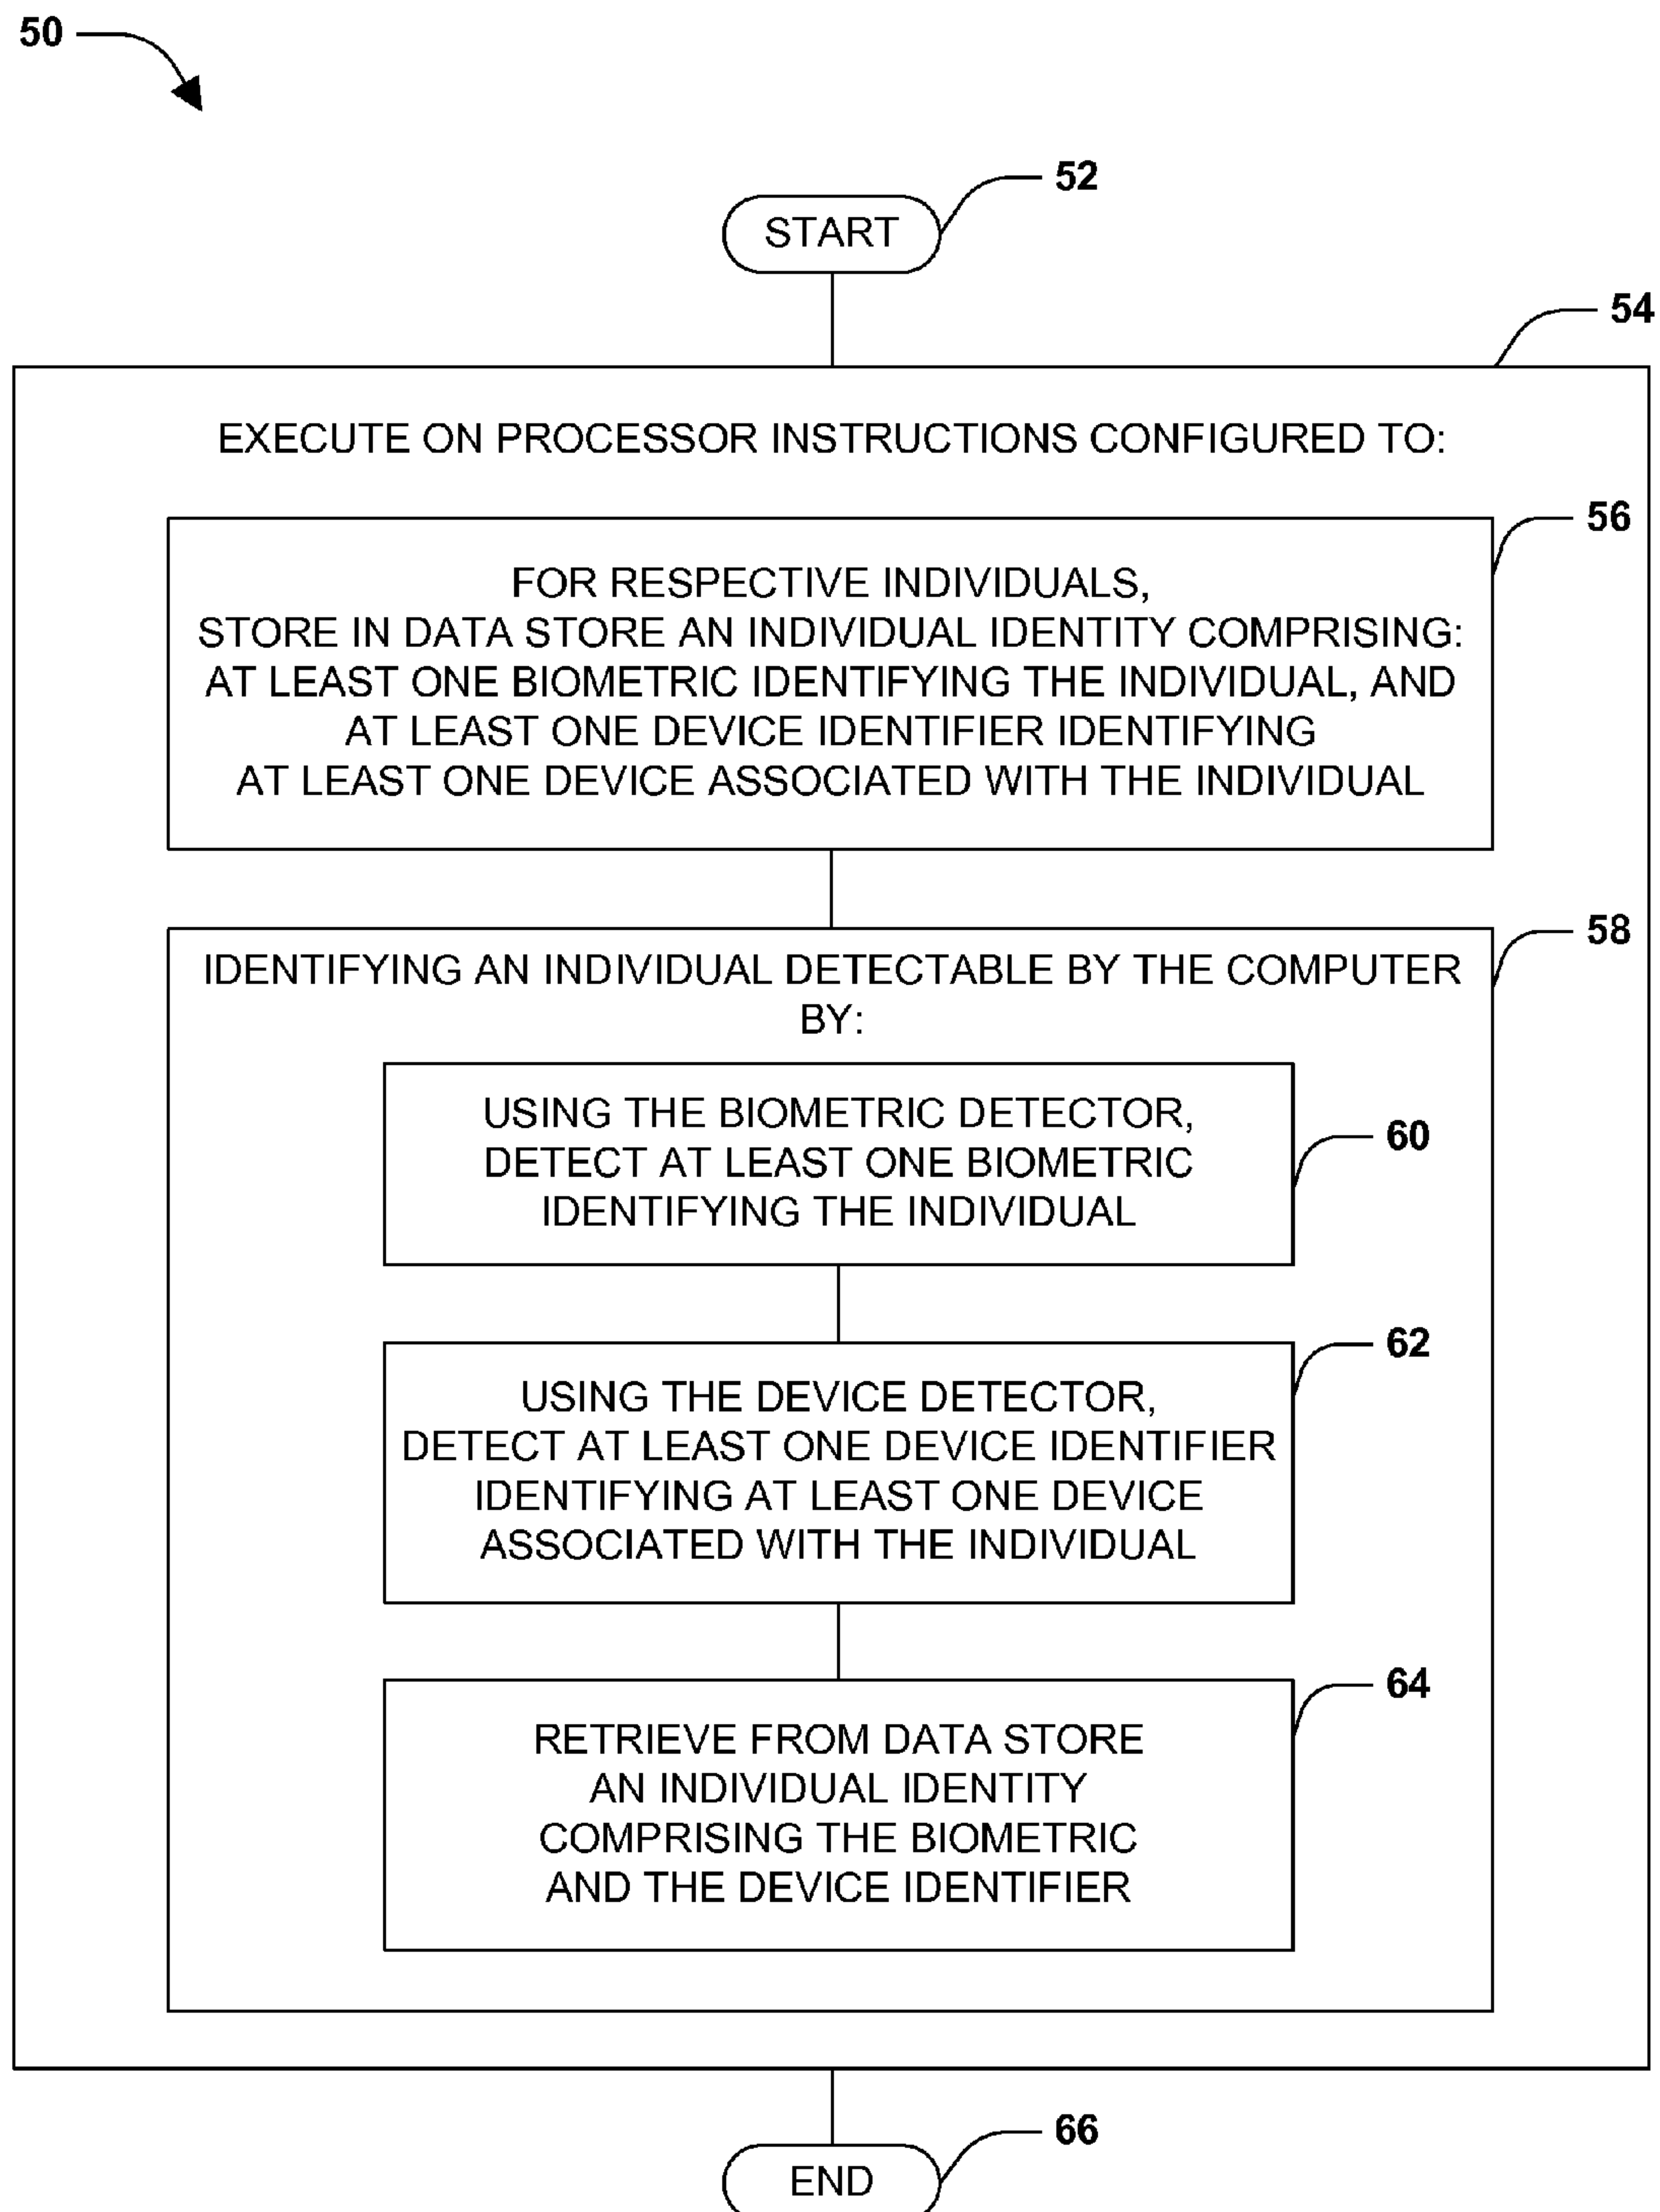 50
52
START
54
EXECUTE ON PROCESSOR INSTRUCTIONS CONFIGURED TO:
56
FOR RESPECTIVE INDIVIDUALS,
STORE IN DATA STORE AN INDIVIDUAL IDENTITY COMPRISING:
AT LEAST ONE BIOMETRIC IDENTIFYING THE INDIVIDUAL, AND
AT LEAST ONE DEVICE IDENTIFIER IDENTIFYING
AT LEAST ONE DEVICE ASSOCIATED WITH THE INDIVIDUAL
58
IDENTIFYING AN INDIVIDUAL DETECTABLE BY THE COMPUTER
BY:
USING THE BIOMETRIC DETECTOR,
DETECT AT LEAST ONE BIOMETRIC
IDENTIFYING THE INDIVIDUAL
60
62
USING THE DEVICE DETECTOR,
DETECT AT LEAST ONE DEVICE IDENTIFIER
IDENTIFYING AT LEAST ONE DEVICE
ASSOCIATED WITH THE INDIVIDUAL
64
RETRIEVE FROM DATA STORE
AN INDIVIDUAL IDENTITY
COMPRISING THE BIOMETRIC
AND THE DEVICE IDENTIFIER
66
END